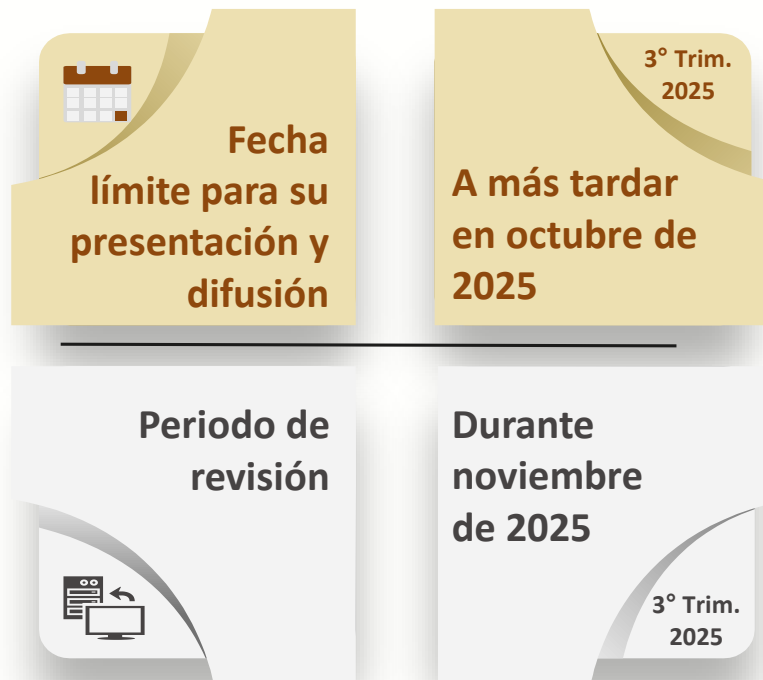 Fecha
límite para su
presentación y
difusión
3° Trim.
2025
A más tardar
en octubre de
2025
Periodo de
revisión
Durante
noviembre
de 2025
3° Trim.
2025